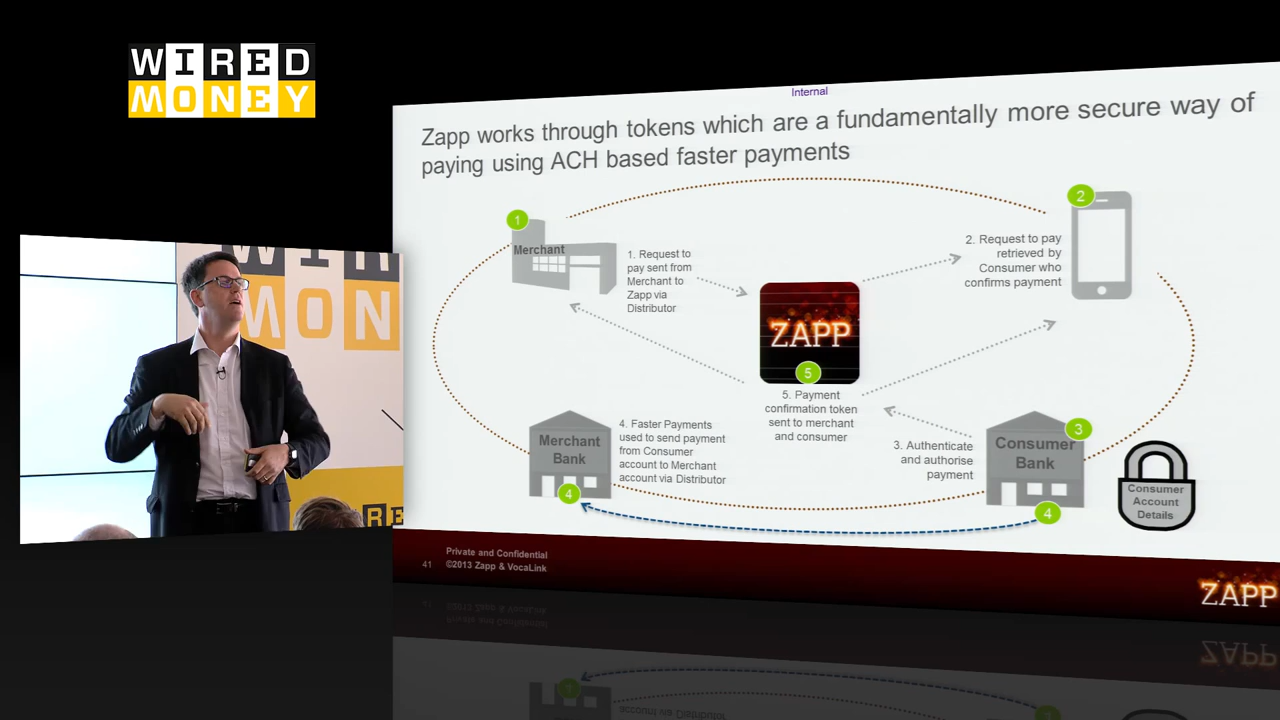 WIRED
MONEY
Internal
Zapp works through tokens which are a fundamentally more secure way of
paying using ACH based faster payments
1
Merchant
1. Request to
pay sent from
Merchant to
Zapp via
Distributor
2
2. Request to pay
retrieved by
Consumer who
confirms payment
ZAPP
5
5. Payment
confirmation token
sent to merchant
and consumer
Merchant
Bank
4
4. Faster Payments
used to send payment
from Consumer
account to Merchant
account via Distributor
3. Authenticate
and authorise
payment
3
Consumer
Bank
4
Consumer
Account
Details
Private and Confidential
41 ©2013 Zapp & VocaLink
ZAPP
WIR
MON
RE